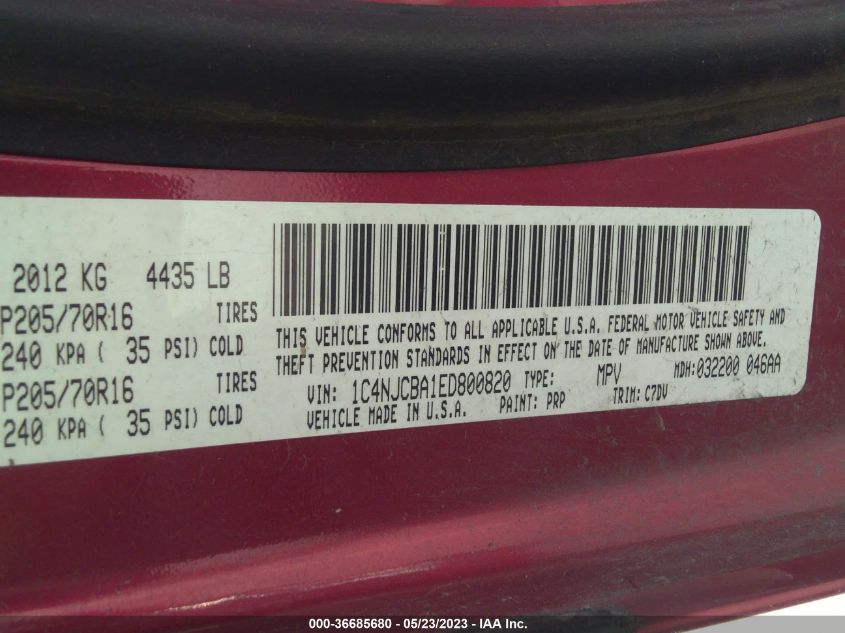 2012 KG 4435 LB
P205/70R16 TIRES
240 KPA ( 35 PSI) COLD
P205/70R16 TIRES
240 KPA ( 35 PSI) COLD
THIS VEHICLE CONFORMS TO ALL APPLICABLE U.S.A. FEDERAL MOTOR VEHICLE SAFETY AND
THEFT PREVENTION STANDARDS IN EFFECT ON THE DATE OF MANUFACTURE SHOWN ABOVE.
VIN: 1C4NJCBA1ED800820 TYPE: MPV MDH: 032200 046AA
VEHICLE MADE IN U.S.A. PAINT: PRP TRIM: C7DV
000-36685680 - 05/23/2023 - IAA Inc.